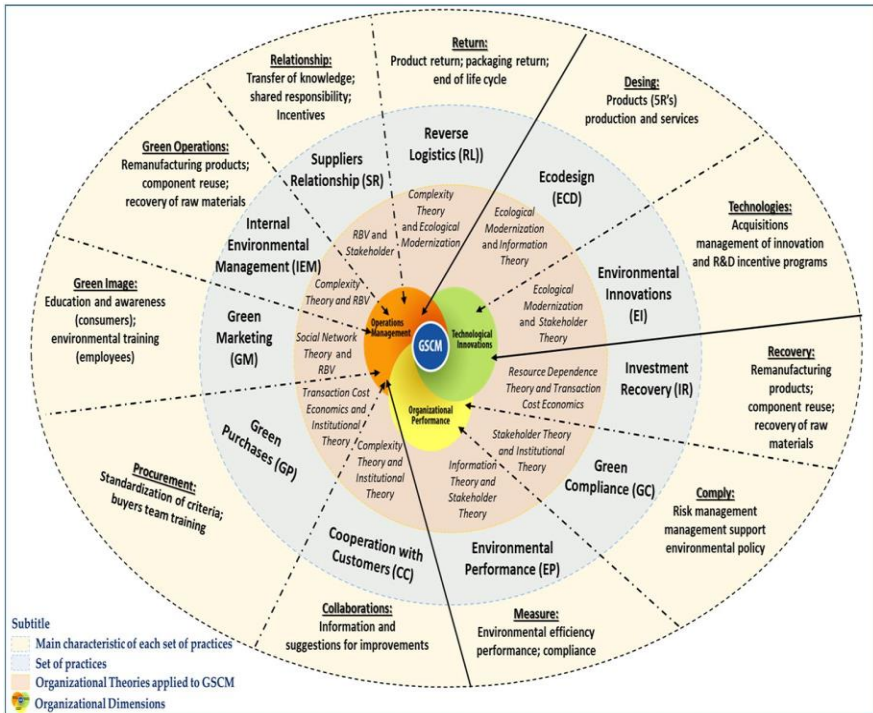 Return:
Product return; packaging return;
end of life cycle
Desing:
Products (5R's)
production and services
Technologies:
Acquisitions
management of innovation
and R&D incentive programs
Recovery:
Remanufacturing
products;
component reuse;
recovery of raw
materials
Comply:
Risk management
management support
environmental policy
Measure:
Environmental efficiency
performance; compliance
Collaborations:
Information and
suggestions for improvements
Procurement:
Standardization of criteria;
buyers team training
Green Image:
Education and awareness
(consumers);
environmental training
(employees)
Green Operations:
Remanufacturing products;
component reuse;
recovery of raw materials
Relationship:
Transfer of knowledge;
shared responsibility;
Incentives
Reverse
Logistics (RL))
Ecodesign
(ECD)
Environmental
Innovations
(EI)
Investment
Recovery (IR)
Green
Compliance (GC)
Environmental
Performance (EP)
Cooperation with
Customers (CC)
Green
Purchases (GP)
Green
Marketing
(GM)
Internal
Environmental
Management (IEM)
Suppliers
Relationship (SR)
Complexity
Theory
and Ecological
Modernization
Ecological
Modernization
and Information
Theory
Ecological
Modernization
and Stakeholder
Theory
Resource Dependence
Theory and Transaction
Cost Economics
Stakeholder Theory
and Institutional
Theory
Information
Theory and
Stakeholder
Theory
Complexity
Theory and
Institutional
Theory
Transaction Cost
Economics and
Institutional
Theory
Social Network
Theory and
RBV
Complexity
Theory and RBV
RBV and
Stakeholder
Operations
Management
GSCM
Technological
Innovations
Organizational
Performance
Subtitle
Main characteristic of each set of practices
Set of practices
Organizational Theories applied to GSCM
Organizational Dimensions